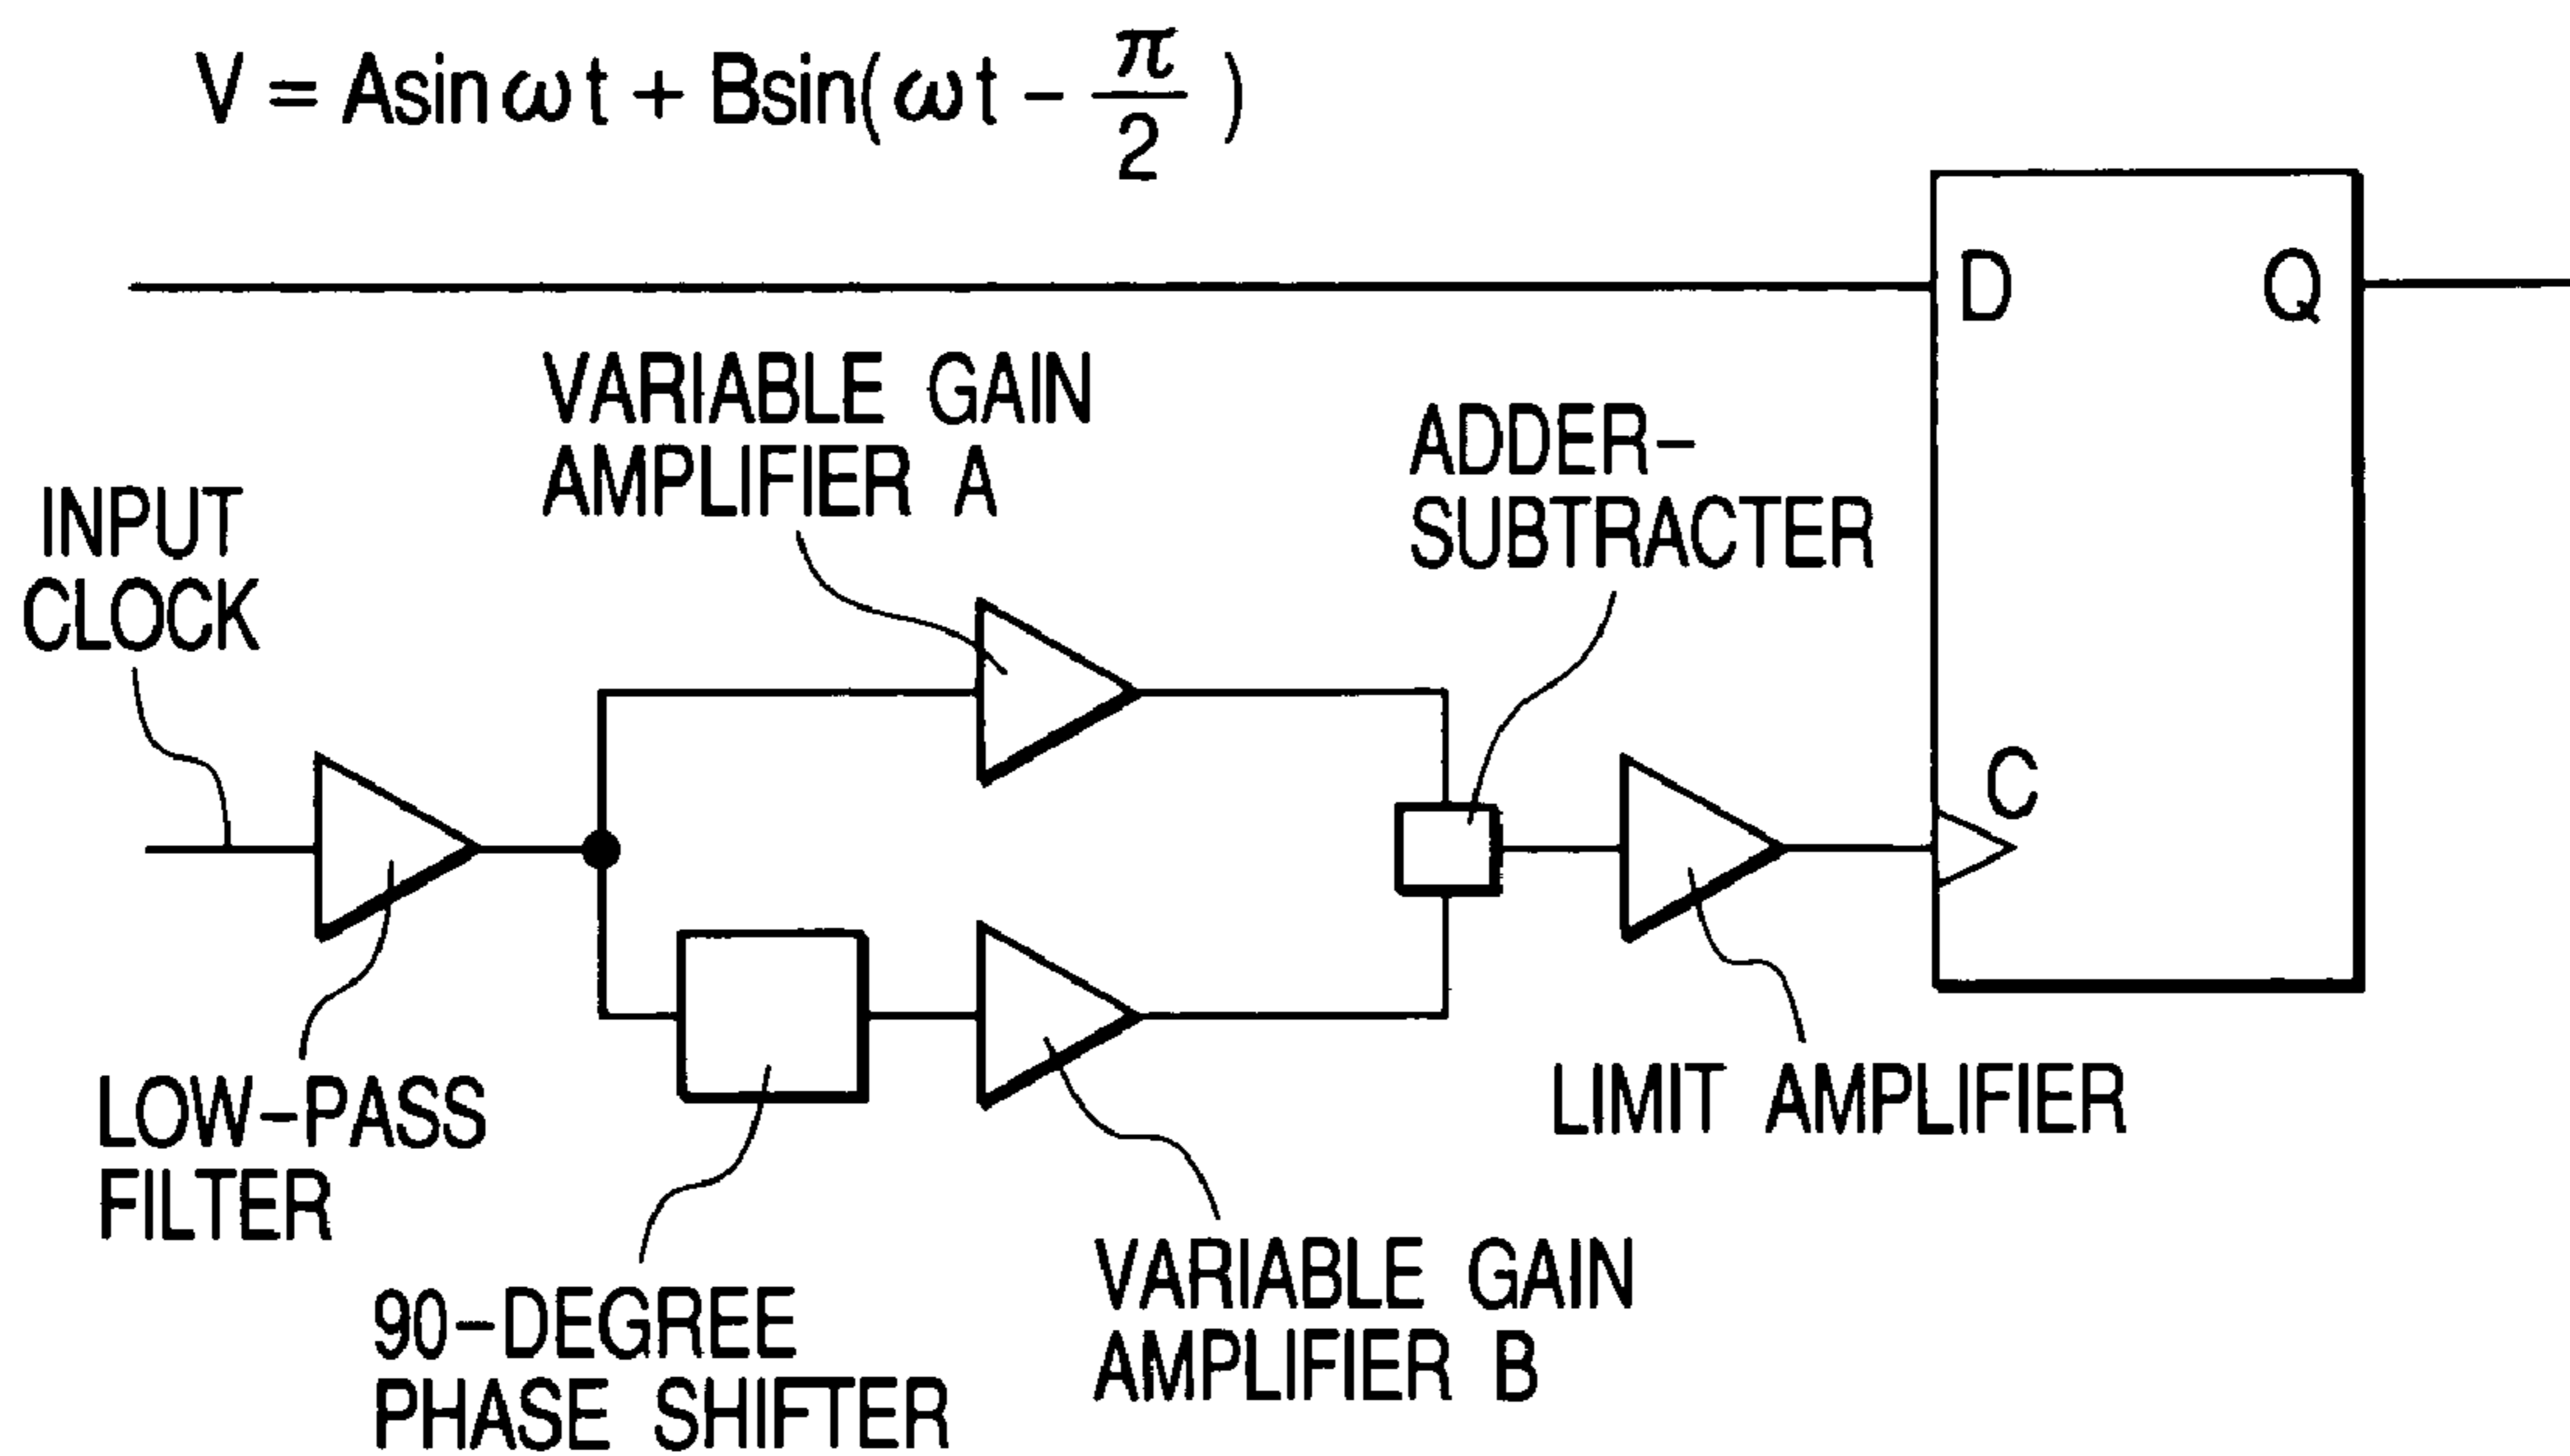 V = Asinωt + Bsin(ωt - π/2)
D
Q
VARIABLE GAIN
AMPLIFIER A
ADDER-
SUBTRACTER
INPUT
CLOCK
C
LOW-PASS
FILTER
LIMIT AMPLIFIER
90-DEGREE
PHASE SHIFTER
VARIABLE GAIN
AMPLIFIER B